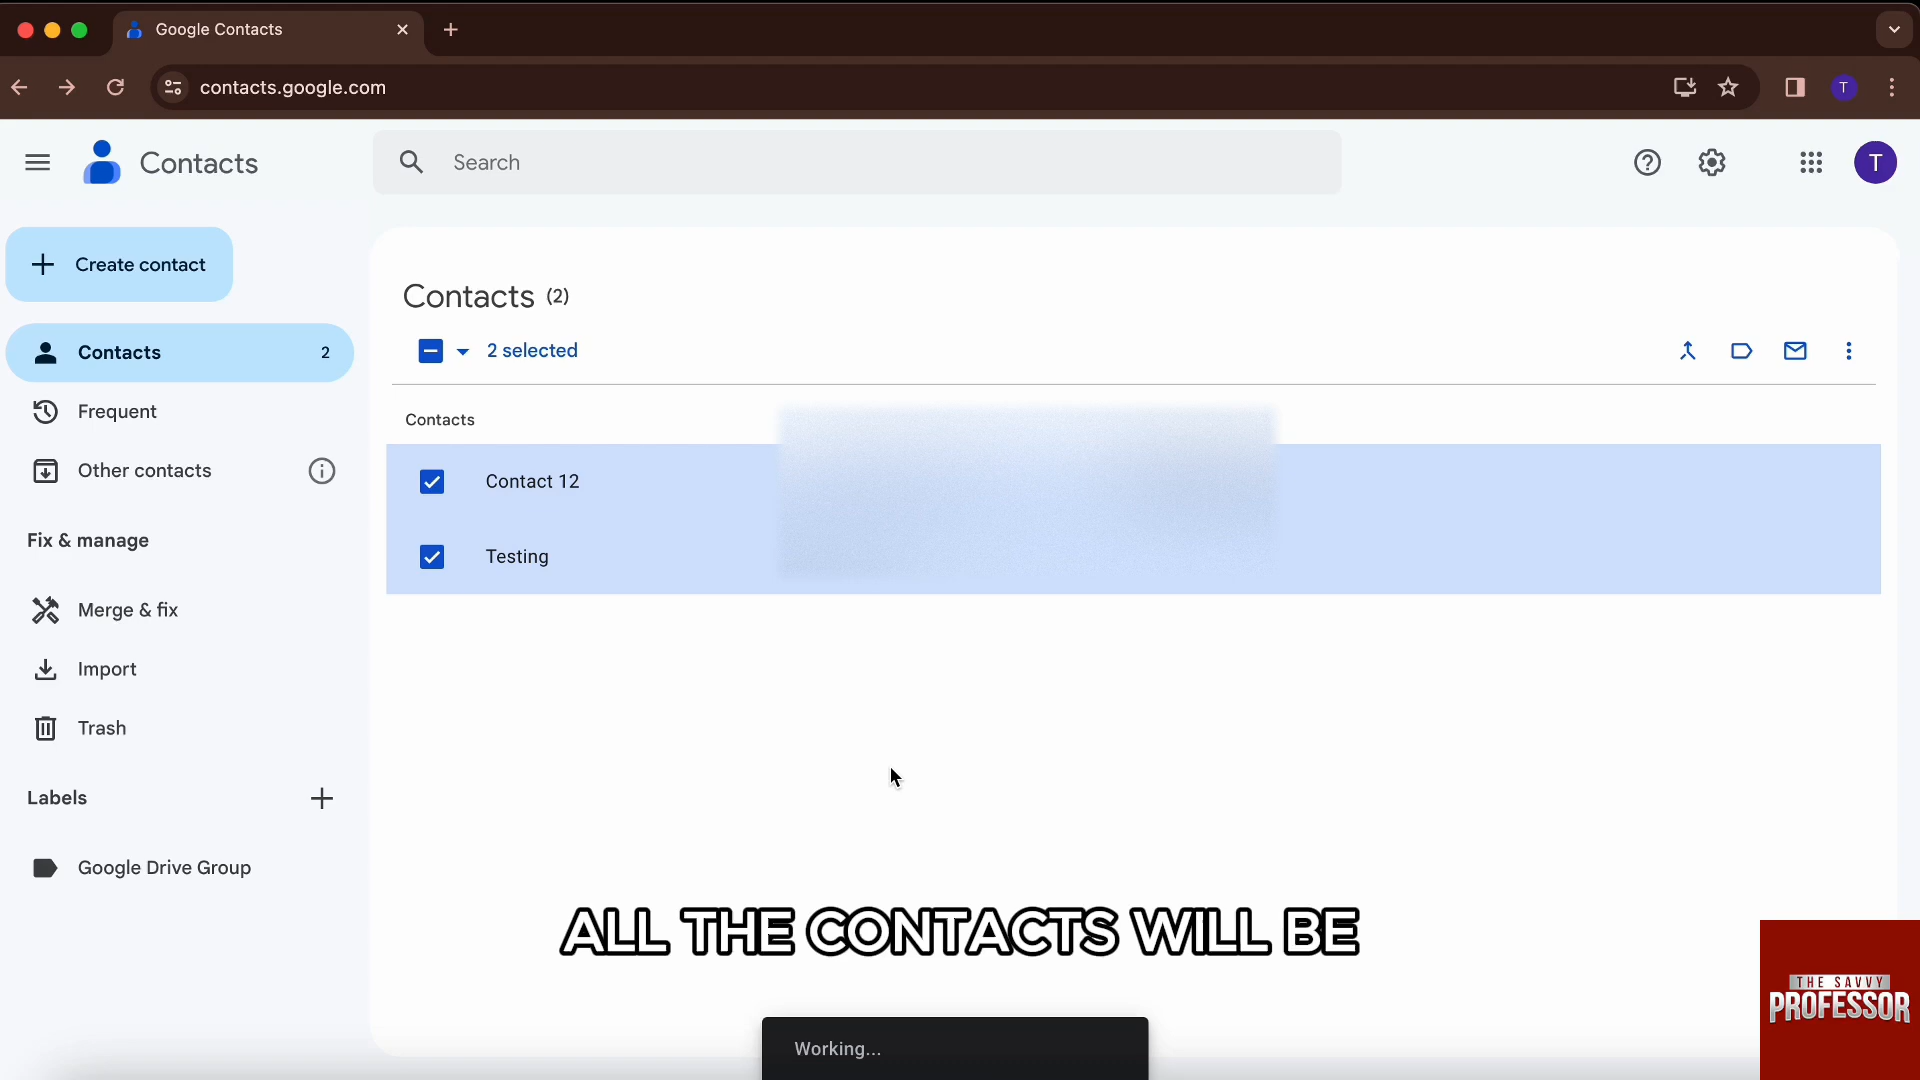 Google Contacts
contacts.google.com
T
Contacts
Search
T
Create contact
Contacts (2)
Contacts 2
2 selected
Frequent
Contacts
Other contacts
Contact 12
Fix & manage
Testing
Merge & fix
Import
Trash
Labels
Google Drive Group
ALL THE CONTACTS WILL BE
THE SAVVY
PROFESSOR
Working...